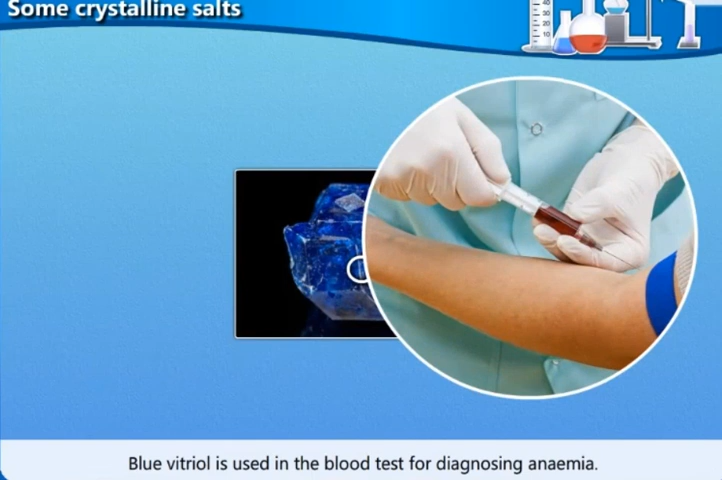 Some crystalline salts
Blue vitriol is used in the blood test for diagnosing anaemia.